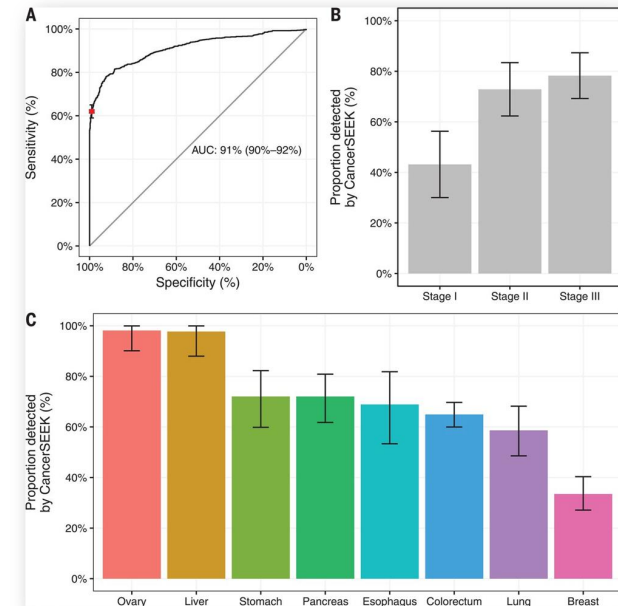 A
100%
80%
60%
40%
20%
0%
Sensitivity (%)
AUC: 91% (90%–92%)
100%
80%
60%
40%
20%
0%
Specificity (%)
B
100%
80%
60%
40%
20%
0%
Proportion detected
by CancerSEEK (%)
Stage I
Stage II
Stage III
C
100%
80%
60%
40%
20%
0%
Proportion detected
by CancerSEEK (%)
Ovary
Liver
Stomach
Pancreas
Esophagus
Colorectum
Lung
Breast